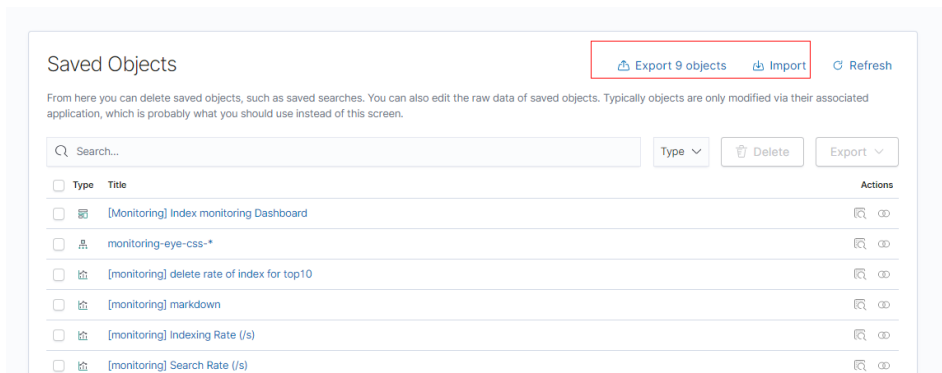 Saved Objects
Export 9 objects
Import
Refresh
From here you can delete saved objects, such as saved searches. You can also edit the raw data of saved objects. Typically objects are only modified via their associated
application, which is probably what you should use instead of this screen.
Search...
Type
Delete
Export
Type Title Actions
[Monitoring] Index monitoring Dashboard
monitoring-eye-css-*
[monitoring] delete rate of index for top10
[monitoring] markdown
[monitoring] Indexing Rate (/s)
[monitoring] Search Rate (/s)